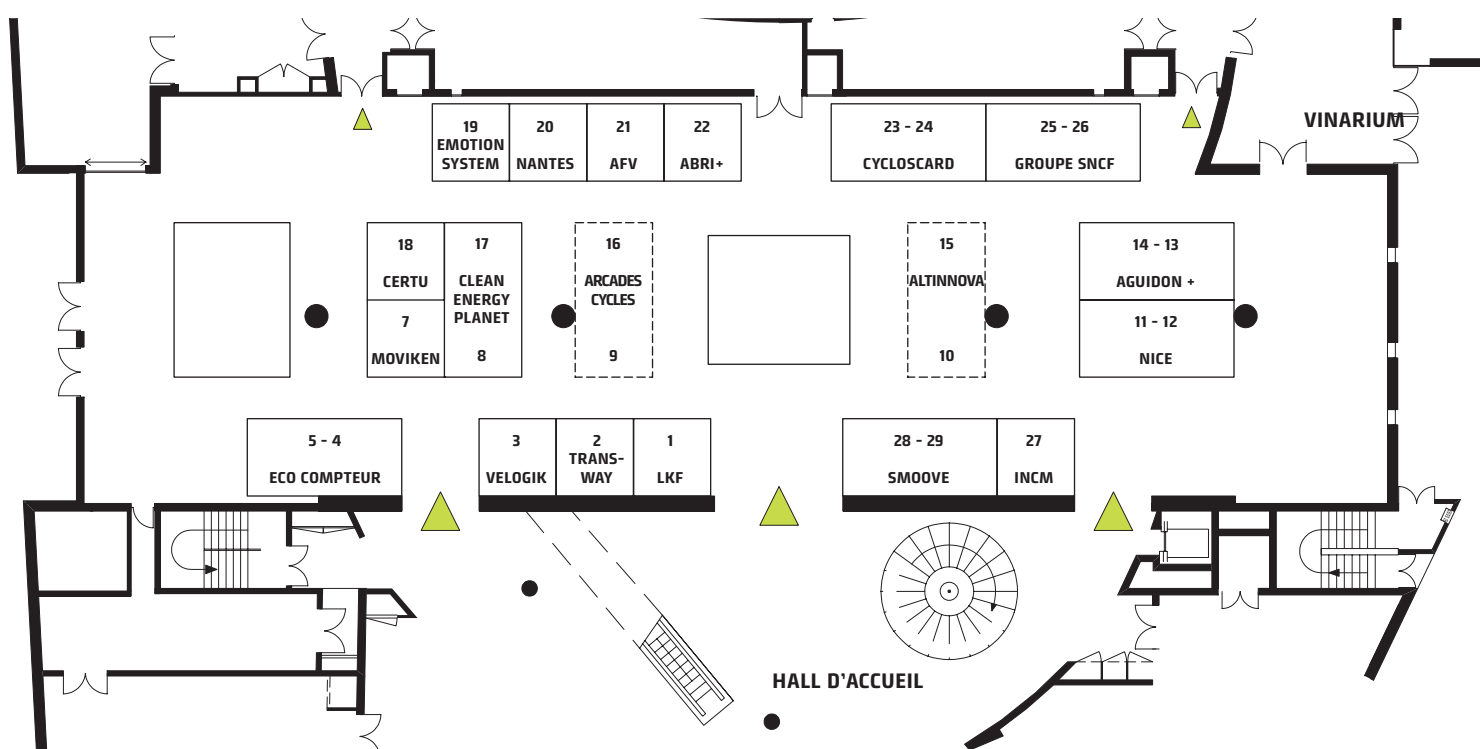 VINARIUM
19
EMOTION
SYSTEM
20
NANTES
21
AFV
22
ABRI+
23 - 24
CYCLOSCARD
25 - 26
GROUPE SNCF
18
CERTU
17
CLEAN
ENERGY
PLANET
8
7
MOVIKEN
16
ARCADES
CYCLES
9
15
ALTINNOVA
10
14 - 13
AGUIDON +
11 - 12
NICE
5 - 4
ECO COMPTEUR
3
VELOGIK
2
TRANS-
WAY
1
LKF
28 - 29
SMOOVE
27
INCM
HALL D'ACCUEIL